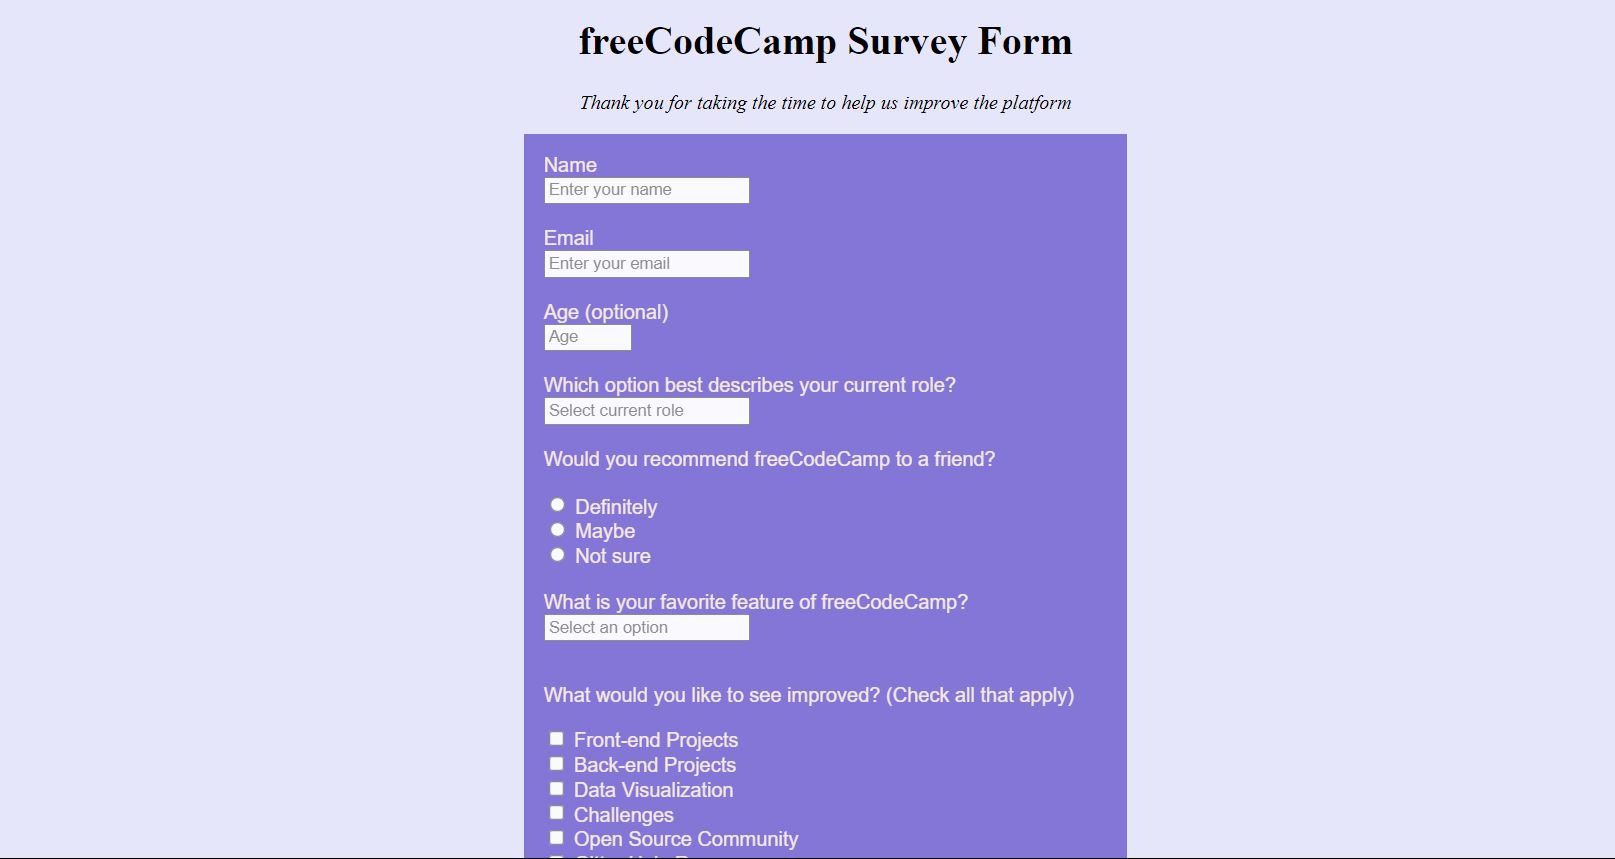 freeCodeCamp Survey Form
Thank you for taking the time to help us improve the platform
Name
Enter your name
Email
Enter your email
Age (optional)
Age
Which option best describes your current role?
Select current role
Would you recommend freeCodeCamp to a friend?
Definitely
Maybe
Not sure
What is your favorite feature of freeCodeCamp?
Select an option
What would you like to see improved? (Check all that apply)
Front-end Projects
Back-end Projects
Data Visualization
Challenges
Open Source Community